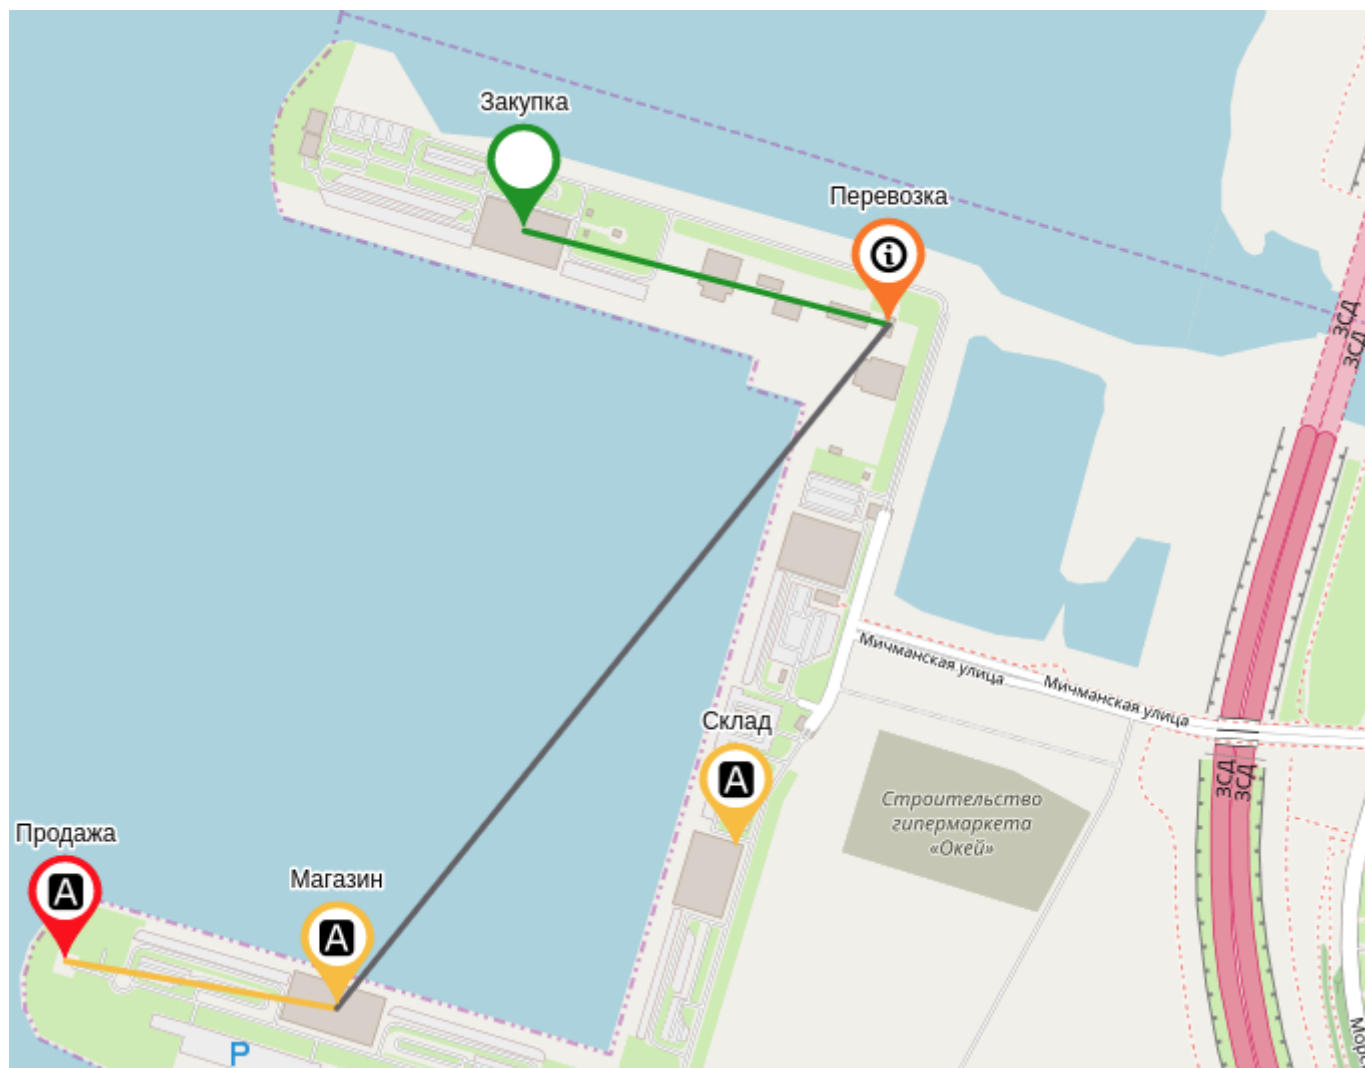 Закупка
Перевозка
ЗСД
ЗСД
Мичманская улица
Мичманская улица
Склад
A
ЗСД
ЗСД
Строительство
гипермаркета
«Окей»
Продажа
A
Магазин
A
P